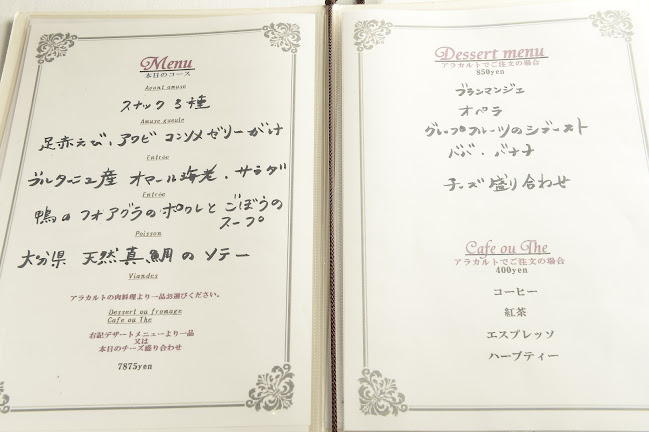 Menu
本日のコース
Avant amuse
スナック3種
Amuse gueule
足赤えび、アワビ コンソメゼリーがけ
Entrée
ブルターニュ産 オマール海老・サラダ
Entrée
鴨のフォアグラのポワレとごぼうの
スープ
Poisson
大分県 天然真鯛のソテー
Viandes
アラカルトの肉料理より一品お選びください。
Dessert ou fromage
Cafe ou The
右記デザートメニューより一品
又は
本日のチーズ盛り合わせ
7875yen
Dessert menu
アラカルトでご注文の場合
850yen
ブランマンジェ
オペラ
グレープフルーツのシブースト
ババ・バナナ
チーズ盛り合わせ
Cafe ou The
アラカルトでご注文の場合
400yen
コーヒー
紅茶
エスプレッソ
ハーブティー